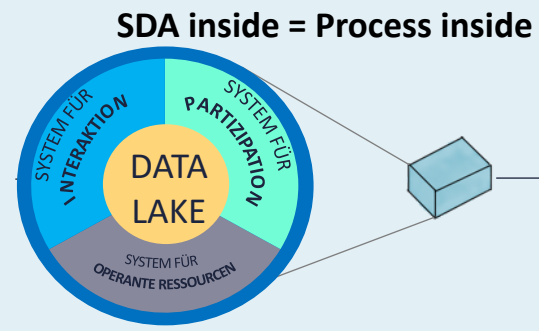 SDA inside = Process inside
SYSTEM FÜR
INTERAKTION
SYSTEM FÜR
PARTIZIPATION
DATA
LAKE
SYSTEM FÜR
OPERANTE RESSOURCEN